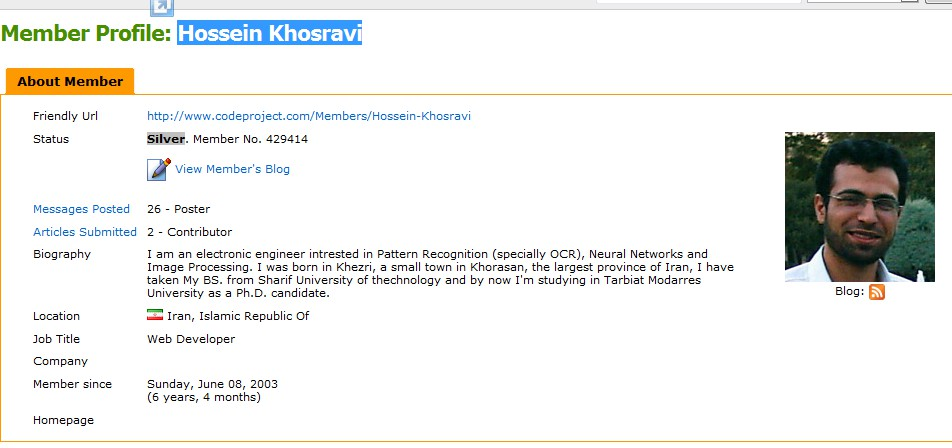 Member Profile: Hossein Khosravi
About Member
Friendly Url http://www.codeproject.com/Members/Hossein-Khosravi
Status Silver. Member No. 429414
View Member's Blog
Messages Posted 26 - Poster
Articles Submitted 2 - Contributor
Biography I am an electronic engineer intrested in Pattern Recognition (specially OCR), Neural Networks and
Image Processing. I was born in Khezri, a small town in Khorasan, the largest province of Iran, I have
taken My BS. from Sharif University of thechnology and by now I'm studying in Tarbiat Modarres
University as a Ph.D. candidate.
Blog:
Location Iran, Islamic Republic Of
Job Title Web Developer
Company
Member since Sunday, June 08, 2003
(6 years, 4 months)
Homepage